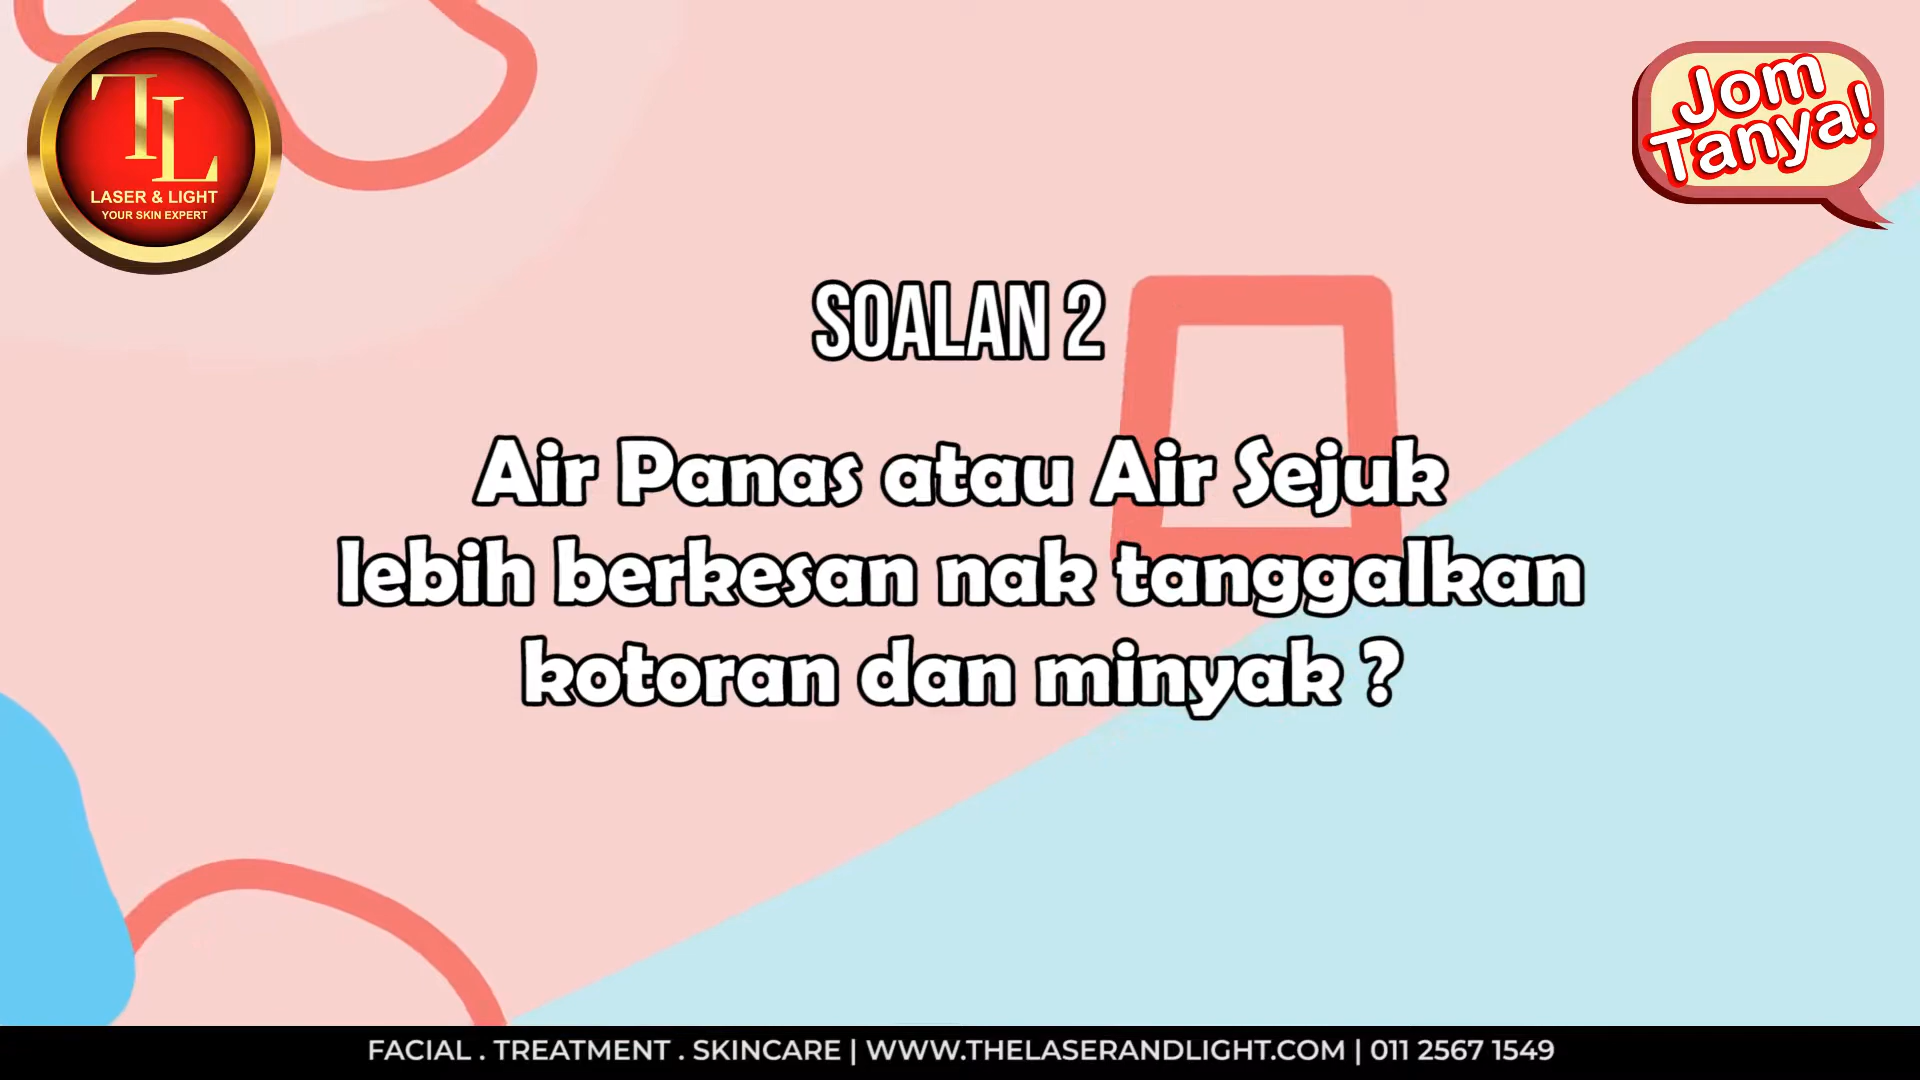 TL
LASER & LIGHT
YOUR SKIN EXPERT
Jom
Tanya!
SOALAN 2
Air Panas atau Air Sejuk
lebih berkesan nak tanggalkan
kotoran dan minyak ?
FACIAL . TREATMENT . SKINCARE | WWW.THELASERANDLIGHT.COM | 011 2567 1549